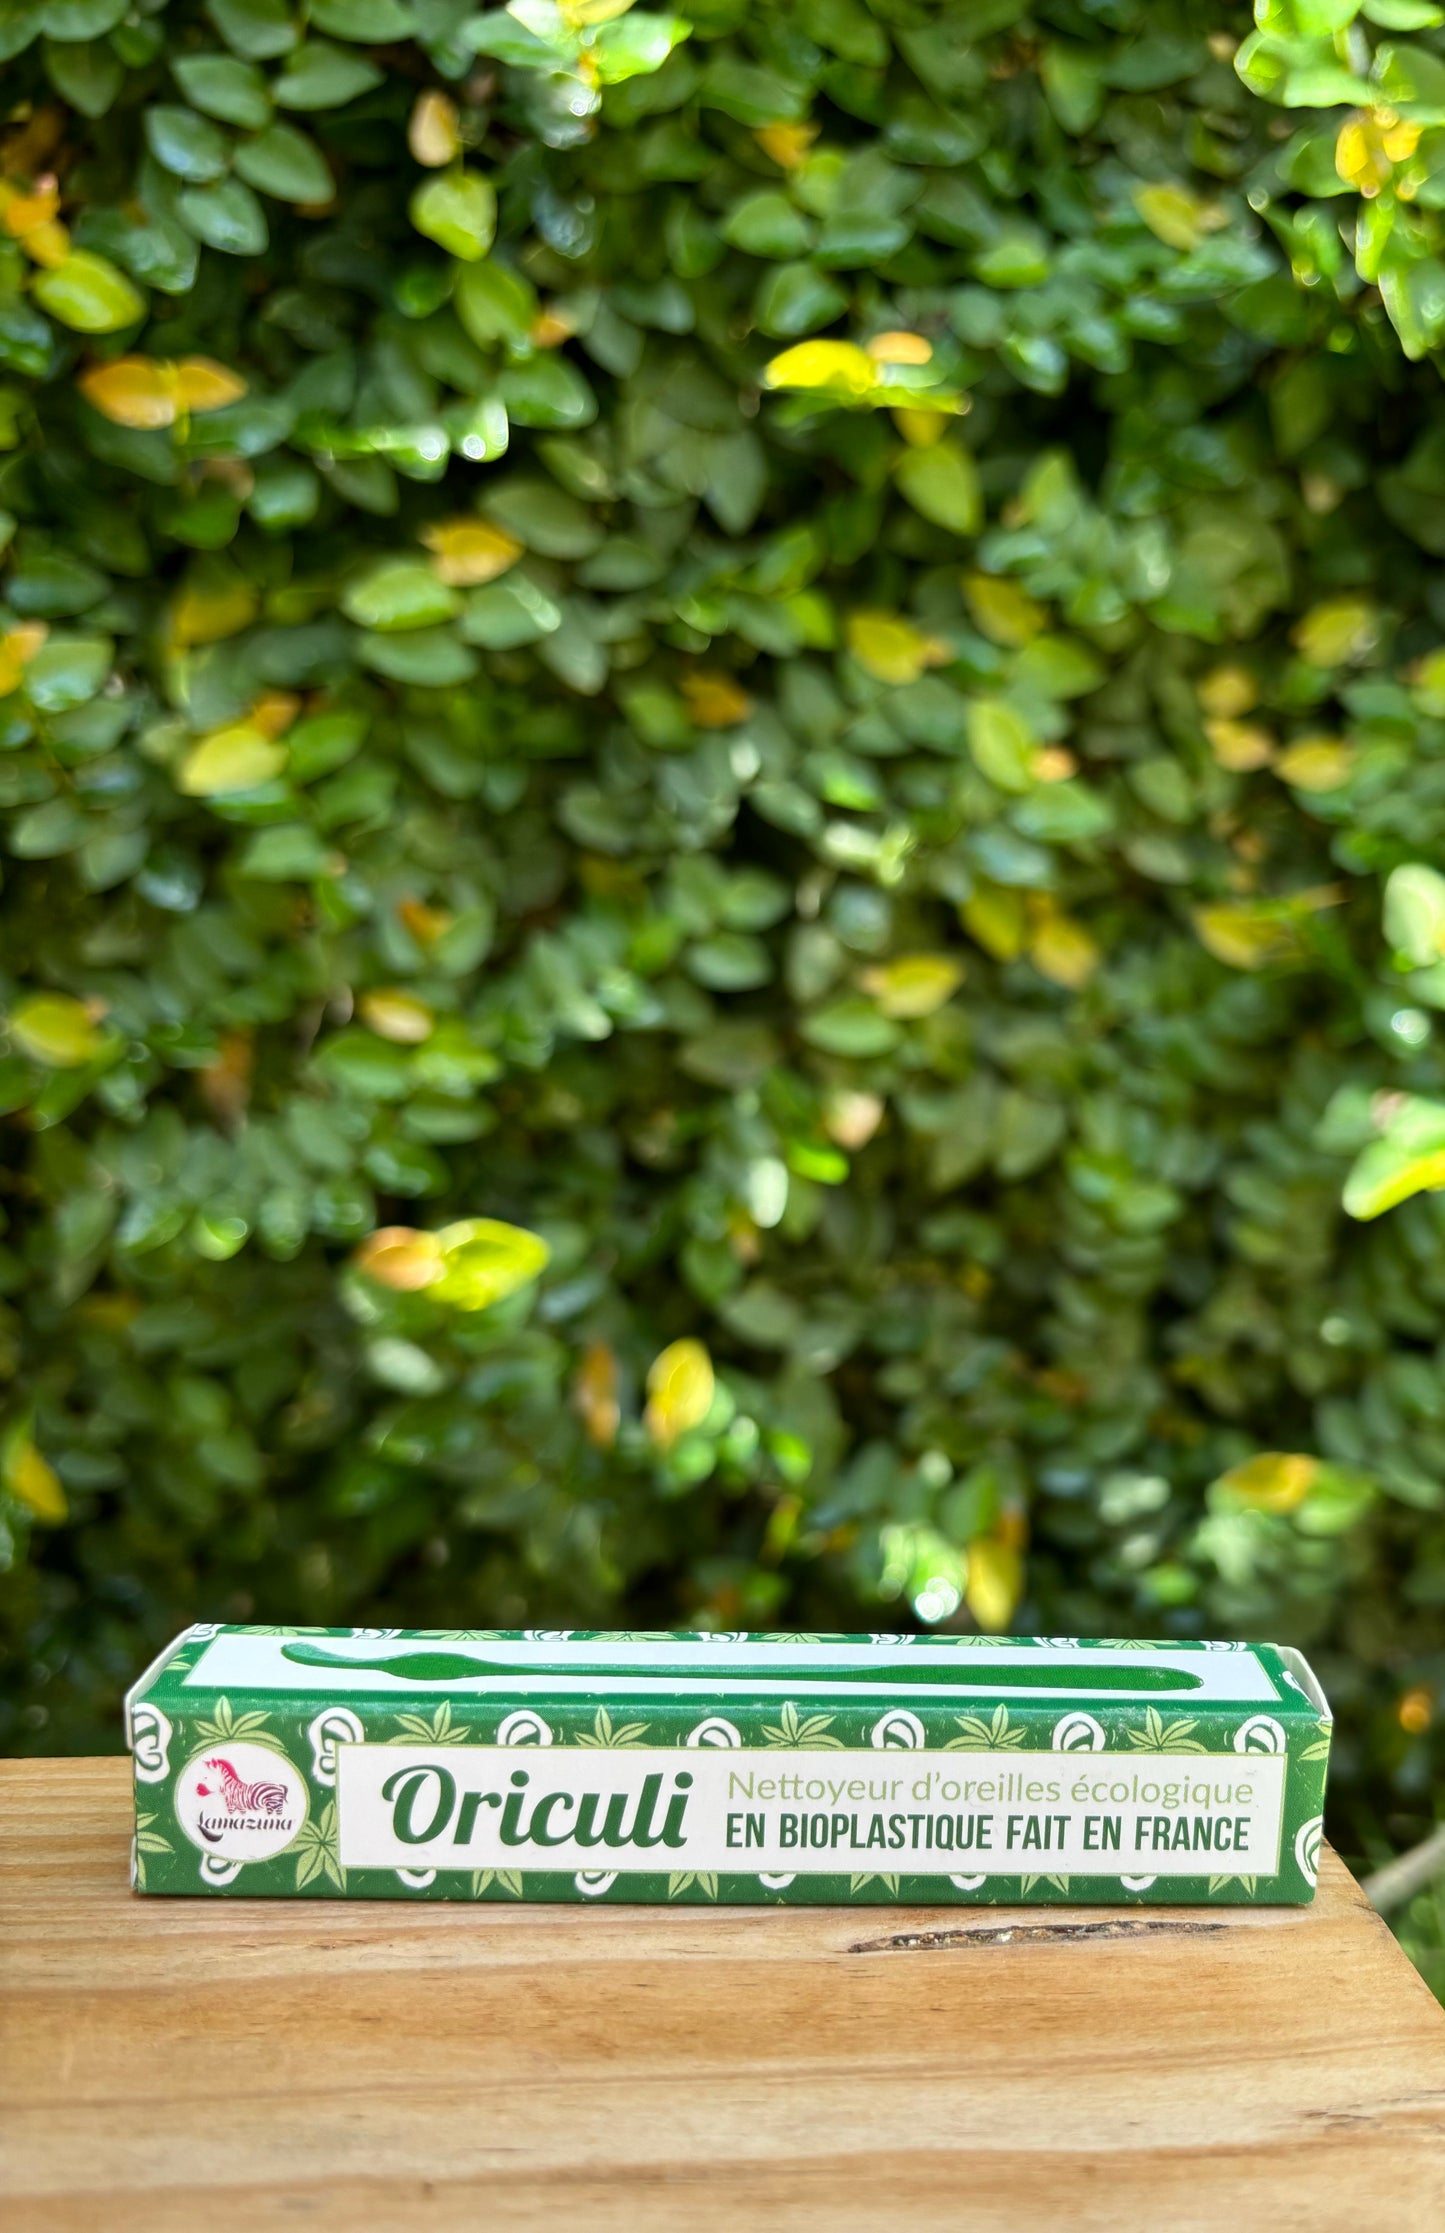 Lamazuna
Oriculi
Nettoyeur d'oreilles écologique
EN BIOPLASTIQUE FAIT EN FRANCE